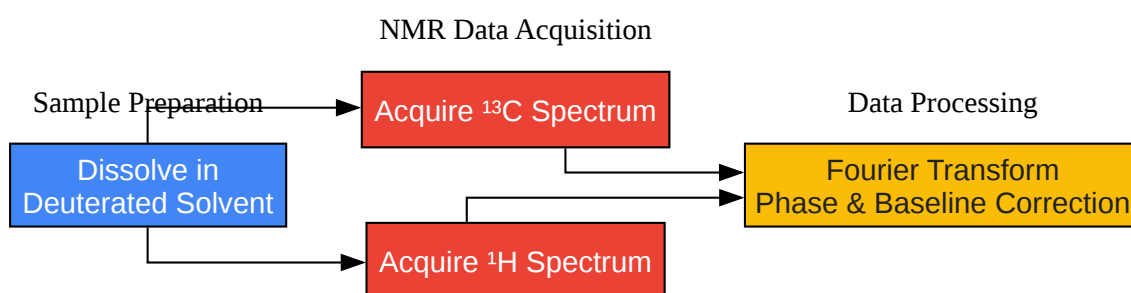 NMR Data Acquisition
Sample Preparation
Acquire ¹³C Spectrum
Data Processing
Dissolve in
Deuterated Solvent
Fourier Transform
Phase & Baseline Correction
Acquire ¹H Spectrum